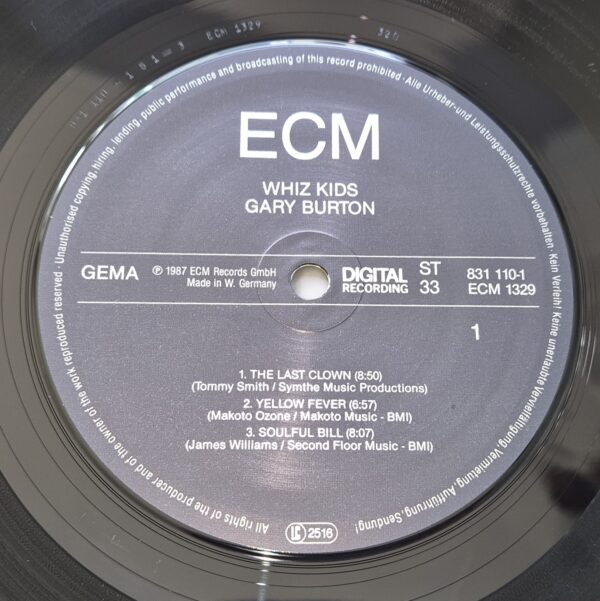 ECM 1329
320
ECM
WHIZ KIDS
GARY BURTON
GEMA
℗ 1987 ECM Records GmbH
Made in W. Germany
DIGITAL
RECORDING
ST
33
831 110-1
ECM 1329
1
1. THE LAST CLOWN (8:50)
(Tommy Smith / Symthe Music Productions)
2. YELLOW FEVER (6:57)
(Makoto Ozone / Makoto Music - BMI)
3. SOULFUL BILL (8:07)
(James Williams / Second Floor Music - BMI)
LC 2516
All rights of the producer and of the owner of the work reproduced reserved · Unauthorised copying, hiring, lending, public performance and broadcasting of this record prohibited · Alle Urheber- und Leistungsschutzrechte vorbehalten · Kein Verleih! Keine unerlaubte Vervielfältigung, Vermietung, Aufführung, Sendung!